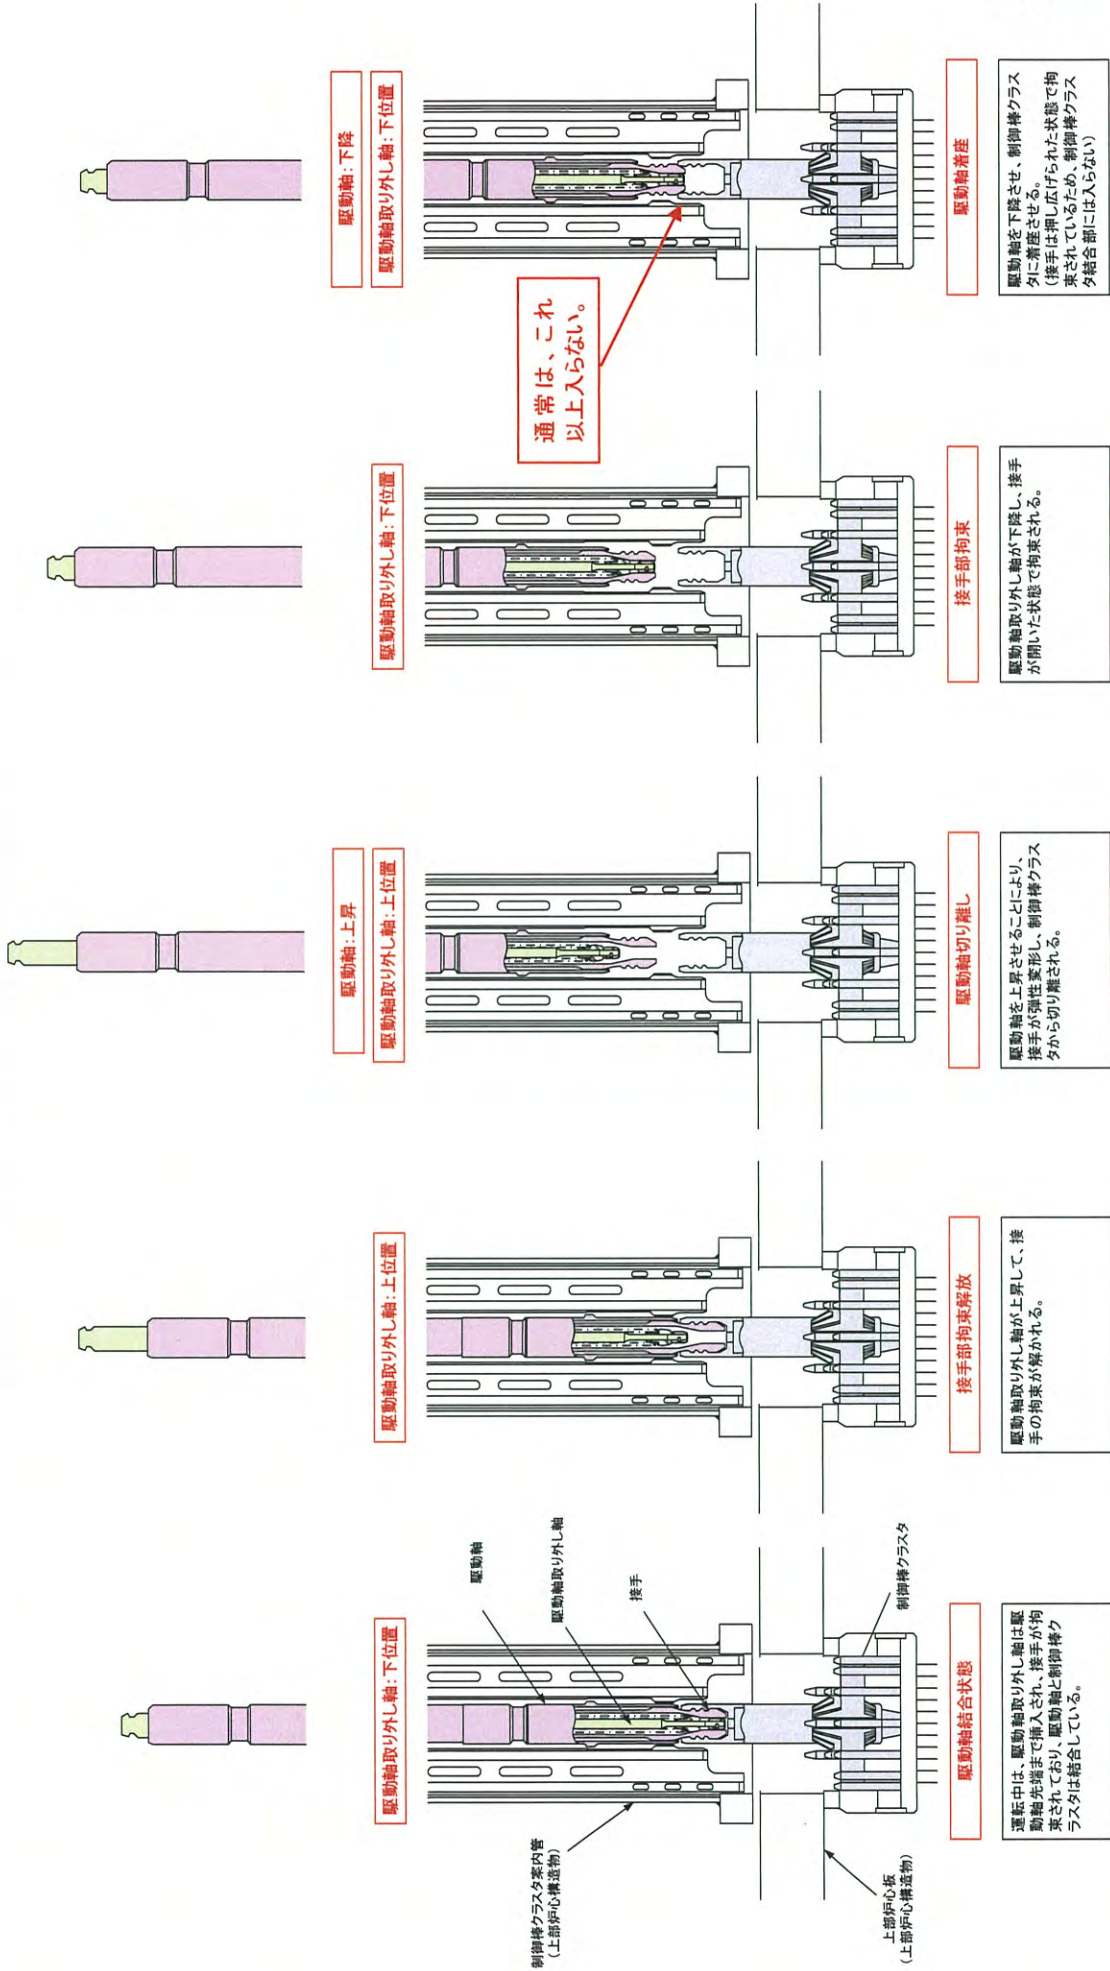 駆動軸取り外し軸:下位置
駆動軸
駆動軸取り外し軸
接手
制御棒クラスタ案内管
(上部炉心構造物)
上部炉心板
(上部炉心構造物)
制御棒クラスタ
駆動軸結合状態
運転中は、駆動軸取り外し軸は駆
動軸先端まで挿入され、接手が拘
束されており、駆動軸と制御棒ク
ラスタは結合している。
駆動軸取り外し軸:上位置
接手部拘束解放
駆動軸取り外し軸が上昇して、接
手の拘束が解かれる。
駆動軸:上昇
駆動軸取り外し軸:上位置
駆動軸切り離し
駆動軸を上昇させることにより、
接手が弾性変形し、制御棒クラス
タから切り離される。
駆動軸取り外し軸:下位置
接手部拘束
駆動軸取り外し軸が下降し、接手
が開いた状態で拘束される。
駆動軸:下降
駆動軸取り外し軸:下位置
通常は、これ
以上入らない。
駆動軸着座
駆動軸を下降させ、制御棒クラス
タに着座させる。
(接手は押し広げられた状態で拘
束されているため、制御棒クラス
タ結合部には入らない)